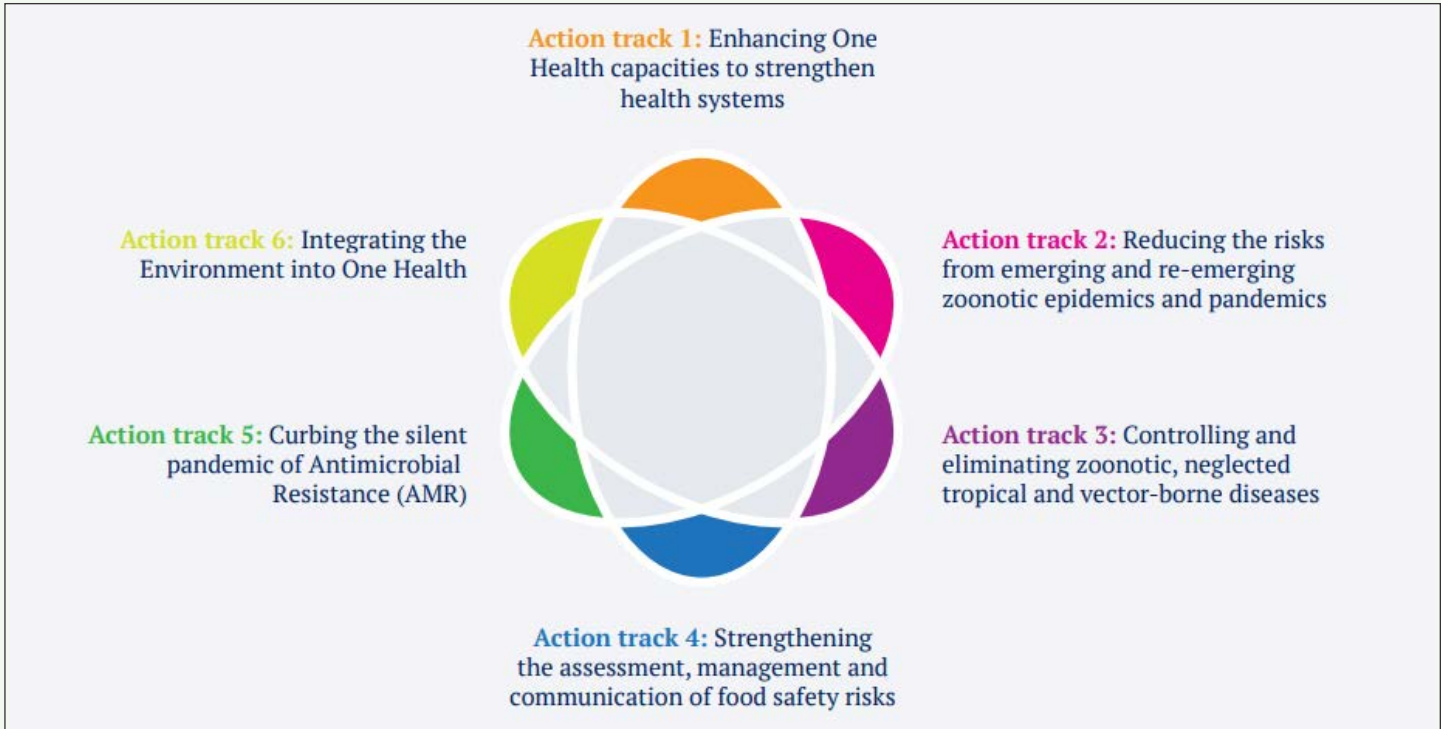 Action track 1: Enhancing One
Health capacities to strengthen
health systems
Action track 2: Reducing the risks
from emerging and re-emerging
zoonotic epidemics and pandemics
Action track 3: Controlling and
eliminating zoonotic, neglected
tropical and vector-borne diseases
Action track 4: Strengthening
the assessment, management and
communication of food safety risks
Action track 5: Curbing the silent
pandemic of Antimicrobial
Resistance (AMR)
Action track 6: Integrating the
Environment into One Health